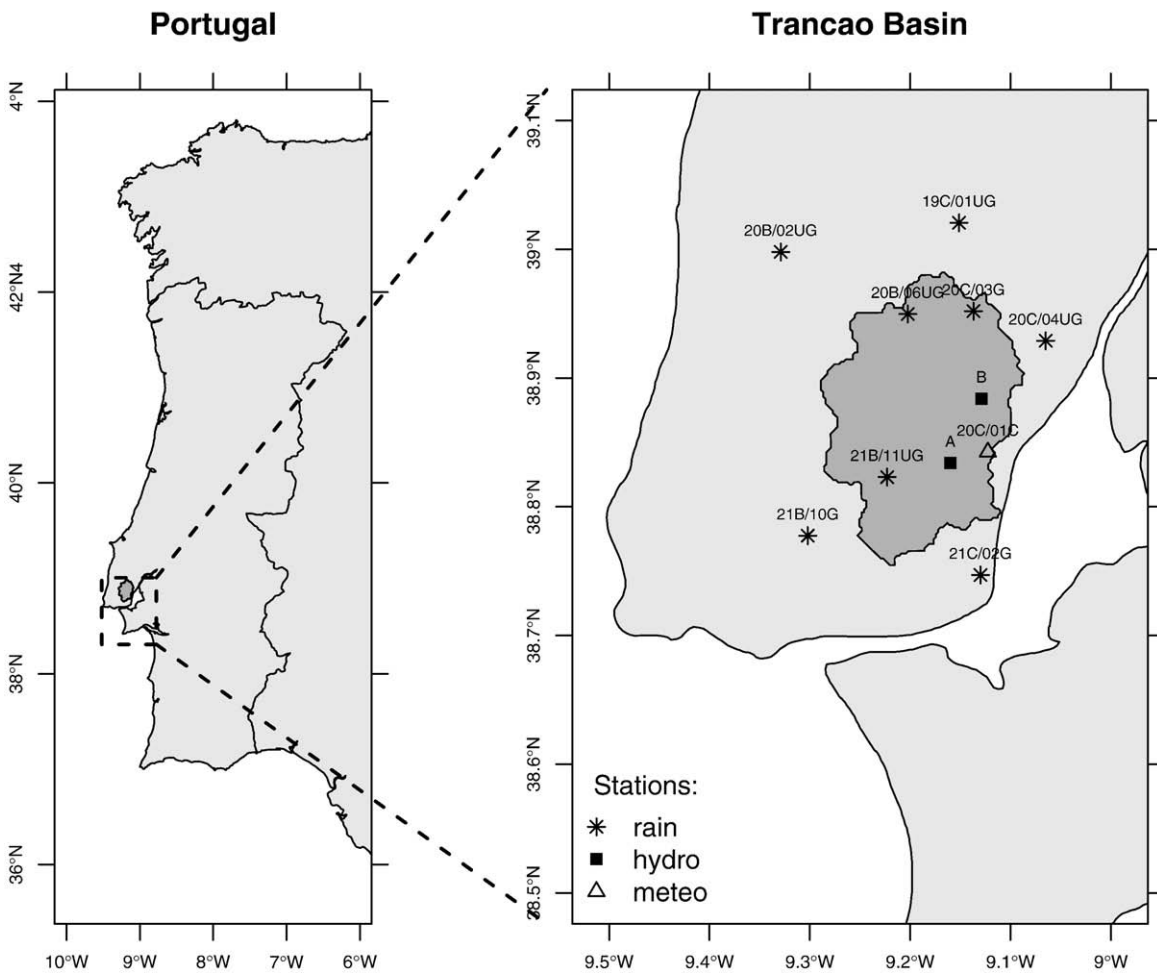 Portugal
Trancao Basin
4°N
42°N4
40°N
38°N
36°N
10°W 9°W 8°W 7°W 6°W
39.1°N
39°N
38.9°N
38.8°N
38.7°N
38.6°N
38.5°N
9.5°W 9.4°W 9.3°W 9.2°W 9.1°W 9°W
19C/01UG
20B/02UG
20B/06UG
20C/03G
20C/04UG
B
20C/01C
A
21B/11UG
21B/10G
21C/02G
Stations:
rain
hydro
meteo